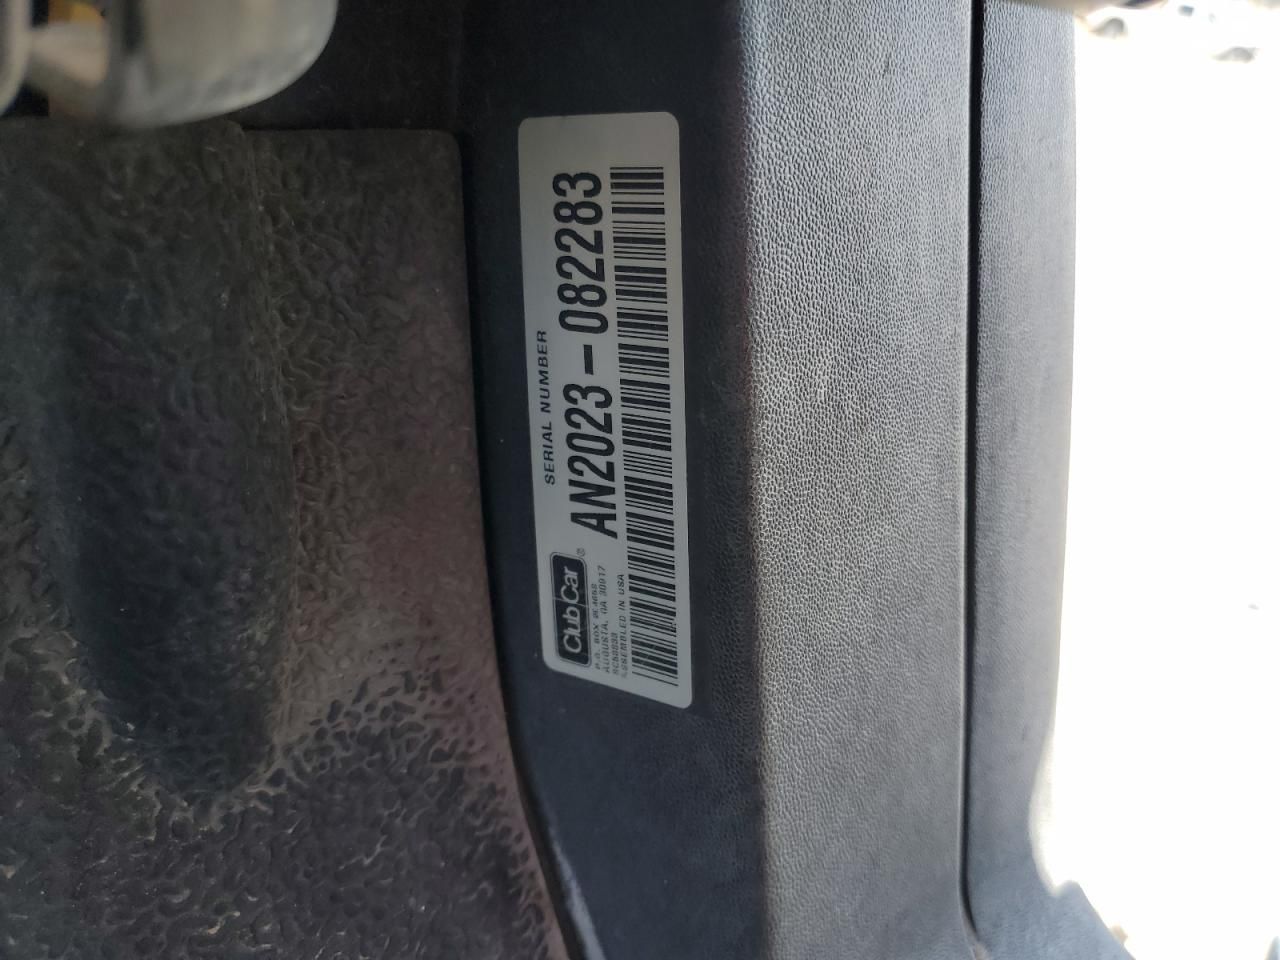 SERIAL NUMBER
AN2023-082283
Club Car®
P.O. BOX 204658
AUGUSTA, GA 30917
ASSEMBLED IN USA